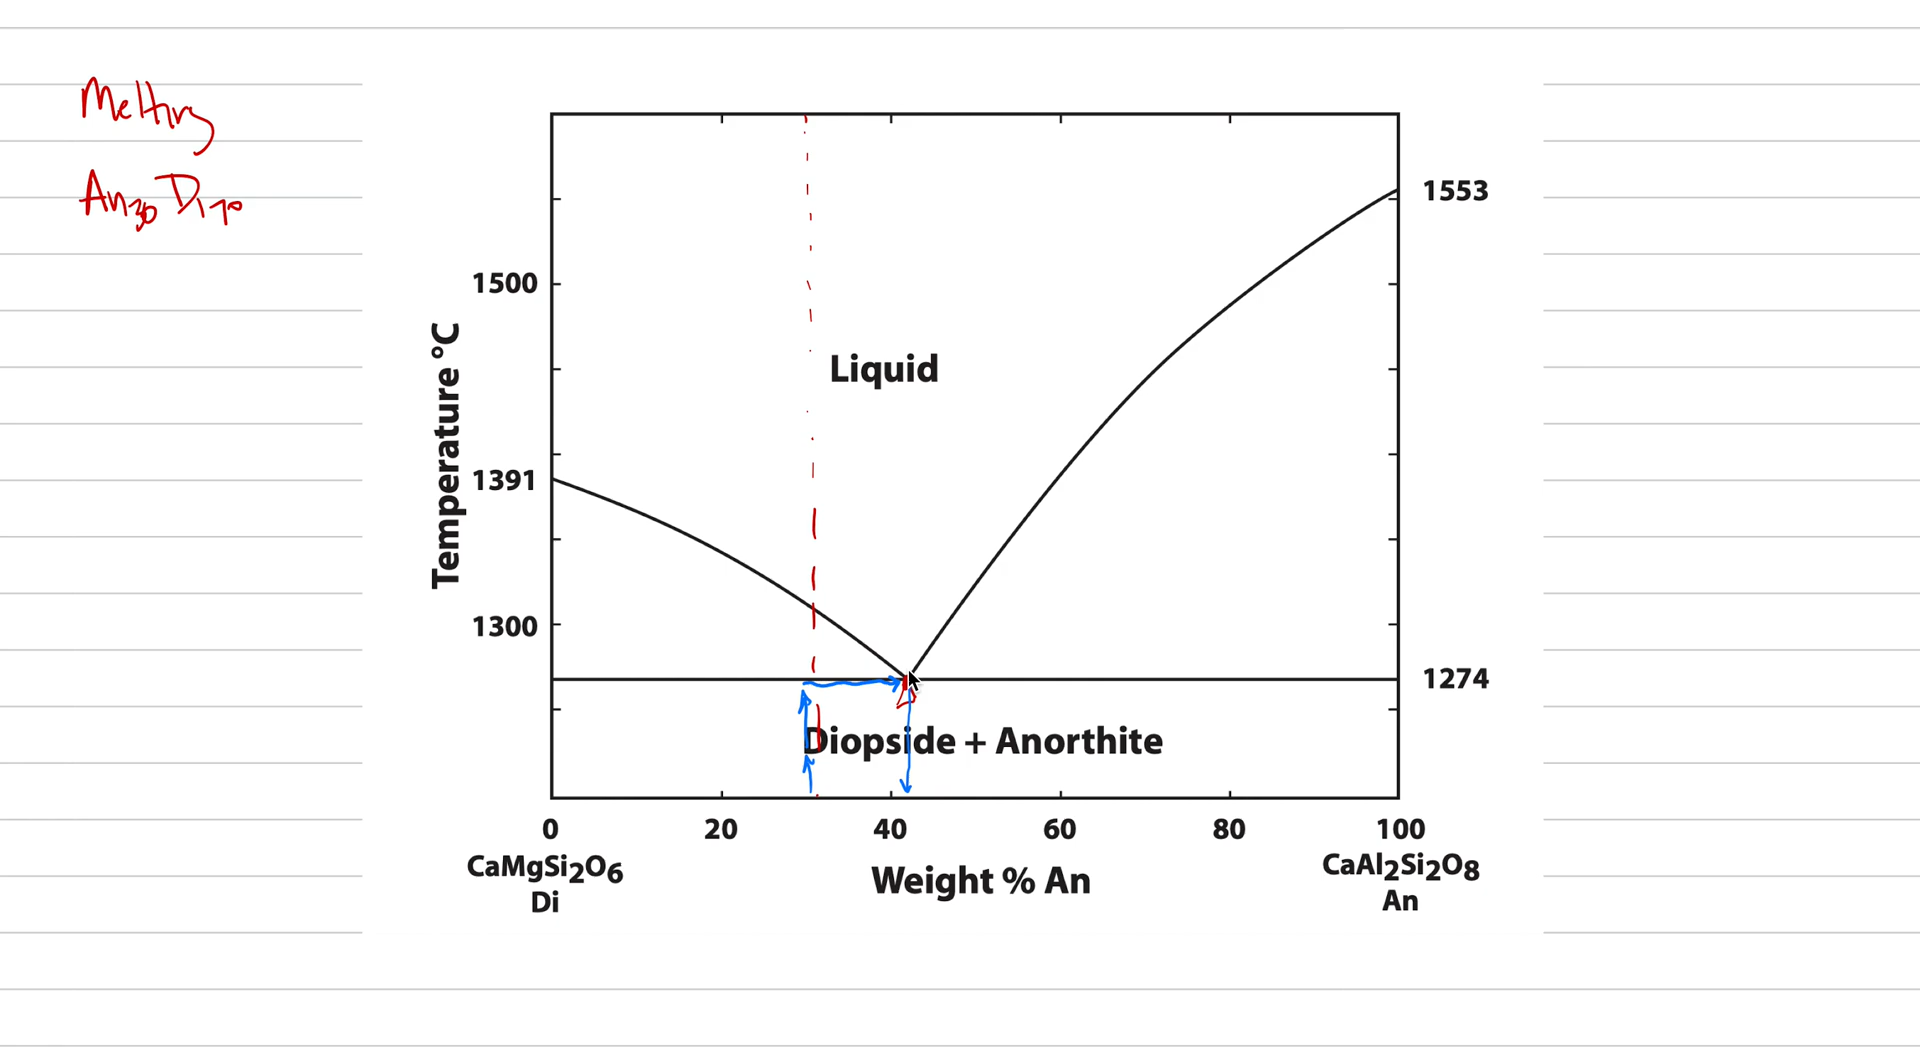 Melting
An30 Di70
1553
1500
Temperature °C
Liquid
1391
1300
1274
Diopside + Anorthite
0 20 40 60 80 100
CaMgSi2O6
Di
Weight % An
CaAl2Si2O8
An